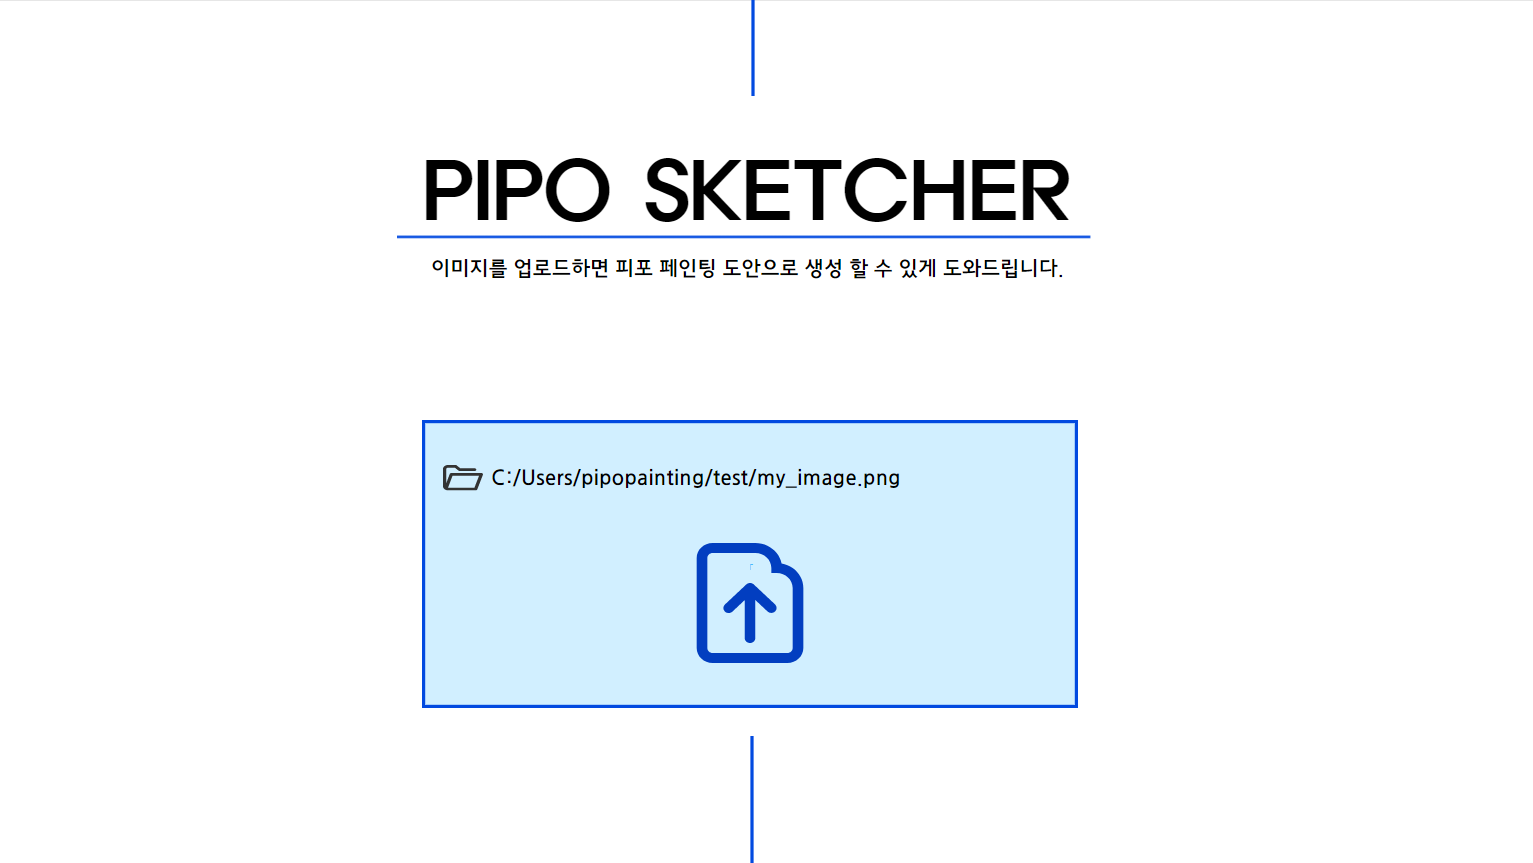 PIPO SKETCHER
이미지를 업로드하면 피포 페인팅 도안으로 생성 할 수 있게 도와드립니다.
C:/Users/pipopainting/test/my_image.png